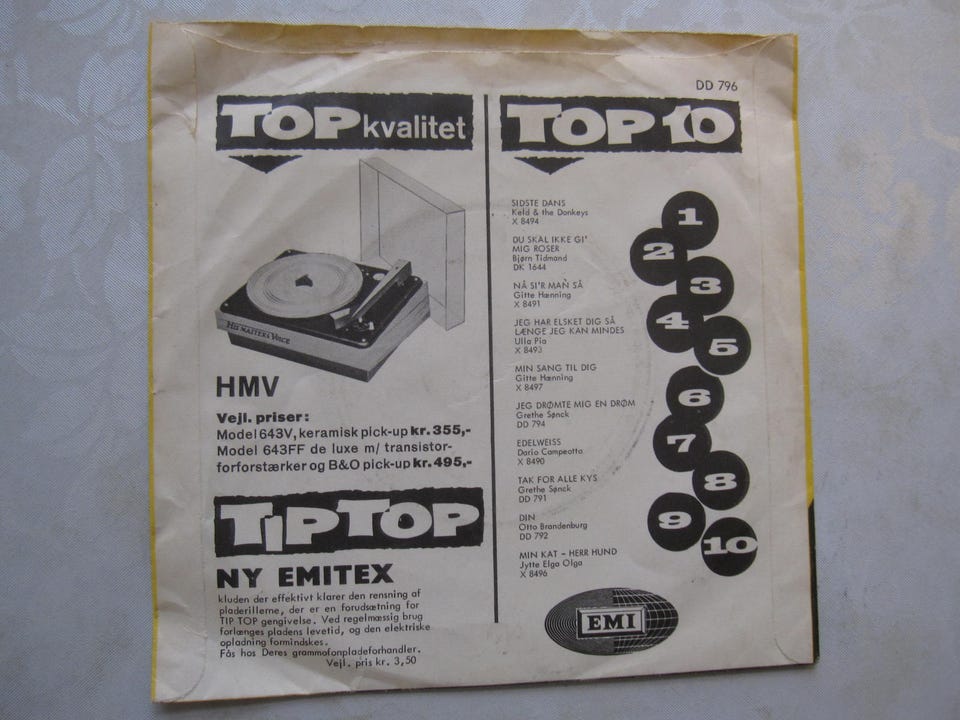 DD 796
TOP kvalitet
HIS MASTERS VOICE
HMV
Vejl. priser:
Model 643V, keramisk pick-up kr. 355,-
Model 643FF de luxe m/ transistor-
forforstærker og B&O pick-up kr. 495,-
TIP TOP
NY EMITEX
kluden der effektivt klarer den rensning af
pladerillerne, der er en forudsætning for
TIP TOP gengivelse. Ved regelmæssig brug
forlænges pladens levetid, og den elektriske
opladning formindskes.
Fås hos Deres grammofonpladeforhandler.
Vejl. pris kr. 3,50
TOP 10
SIDSTE DANS
Keld & the Donkeys
X 8494
DU SKAL IKKE GI'
MIG ROSER
Bjørn Tidmand
DK 1644
NÅ SI'R MAN SÅ
Gitte Hænning
X 8491
JEG HAR ELSKET DIG SÅ
LÆNGE JEG KAN MINDES
Ulla Pia
X 8493
MIN SANG TIL DIG
Gitte Hænning
X 8497
JEG DRØMTE MIG EN DRØM
Grethe Sønck
DD 794
EDELWEISS
Dario Campeotto
X 8490
TAK FOR ALLE KYS
Grethe Sønck
DD 791
DIN
Otto Brandenburg
DD 792
MIN KAT - HERR HUND
Jytte Elga Olga
X 8496
1
2
3
4
5
6
7
8
9
10
EMI